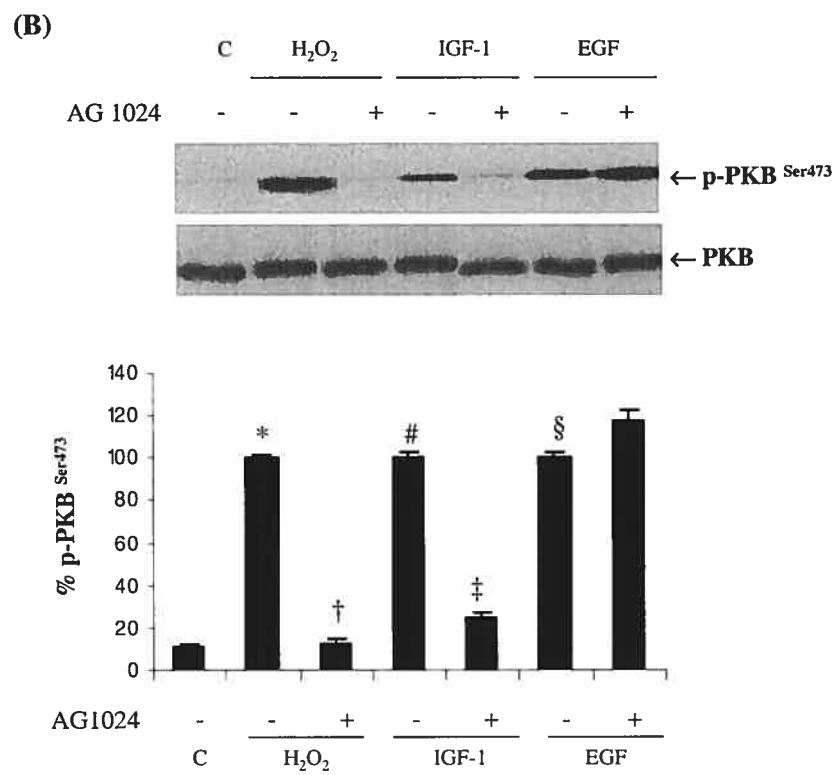 (B)
C H₂O₂ IGF-1 EGF
AG 1024 - - + - + - +
← p-PKB Ser473
← PKB
% p-PKB Ser473
140
120
100
80
60
40
20
0
* † # ‡ §
AG1024 - - + - + - +
C H₂O₂ IGF-1 EGF